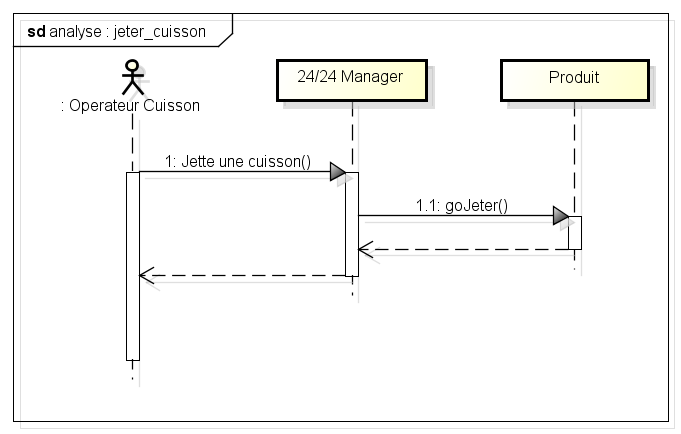 sd analyse : jeter_cuisson
24/24 Manager
Produit
: Operateur Cuisson
1: Jette une cuisson()
1.1: goJeter()